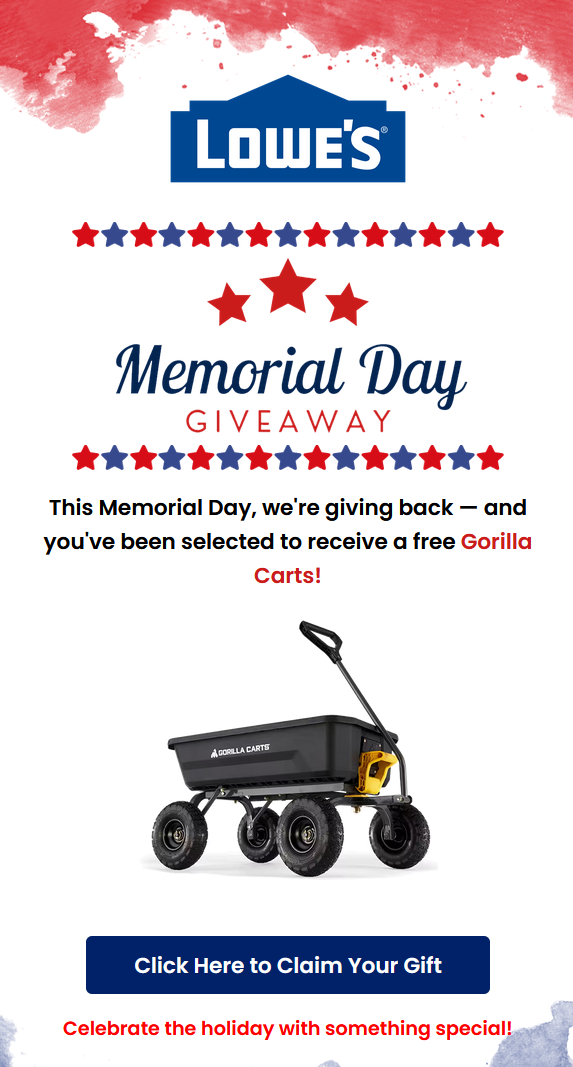 LOWE'S®
Memorial Day
GIVEAWAY
This Memorial Day, we're giving back — and
you've been selected to receive a free Gorilla
Carts!
GORILLA CARTS
Click Here to Claim Your Gift
Celebrate the holiday with something special!